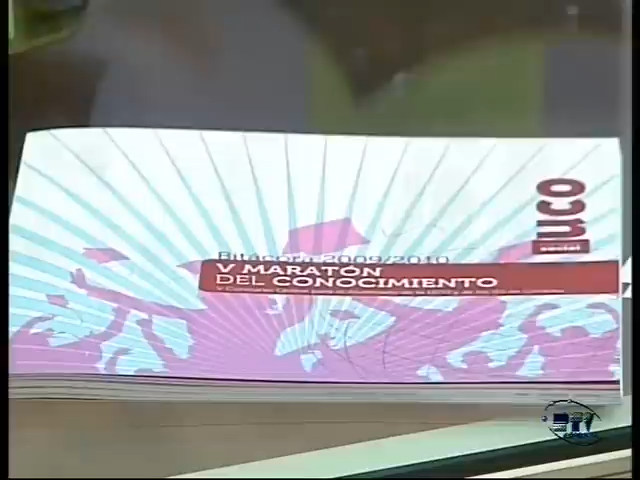 uco
social
Bitácora 2009/2010
V MARATÓN
DEL CONOCIMIENTO